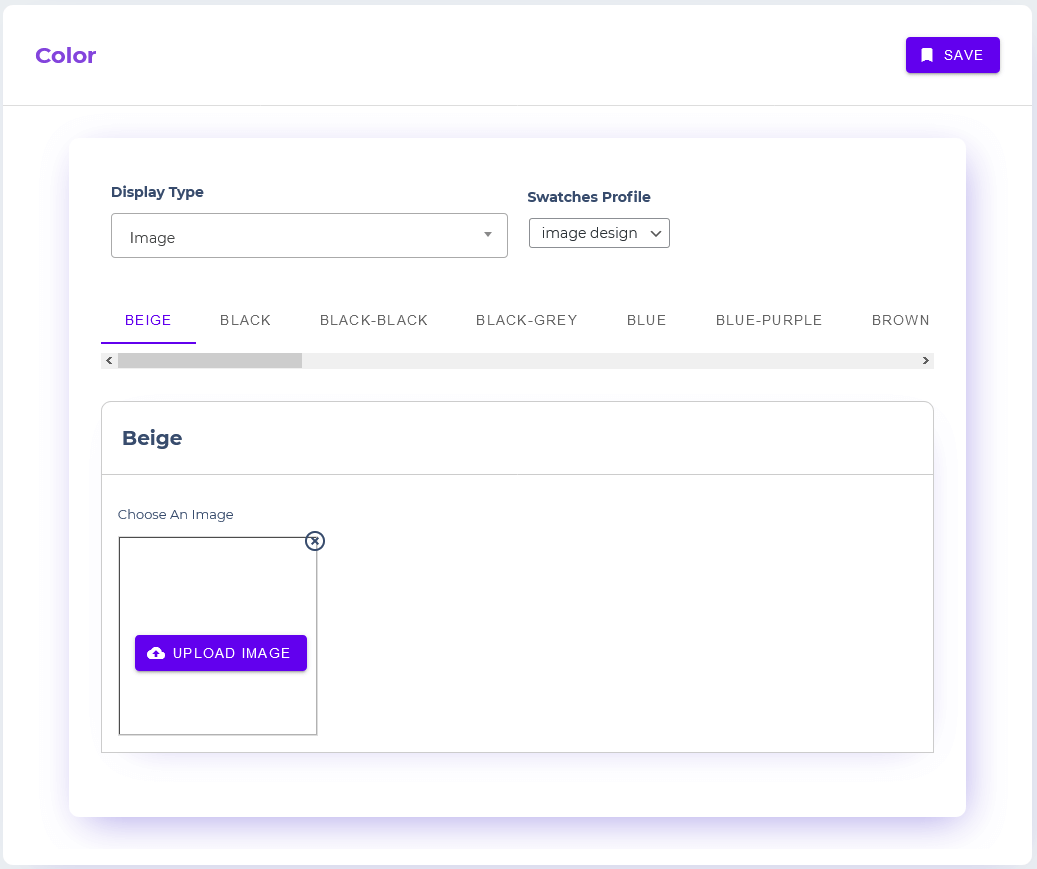 Color
SAVE
Display Type
Swatches Profile
Image
image design
BEIGE BLACK BLACK-BLACK BLACK-GREY BLUE BLUE-PURPLE BROWN
Beige
Choose An Image
UPLOAD IMAGE